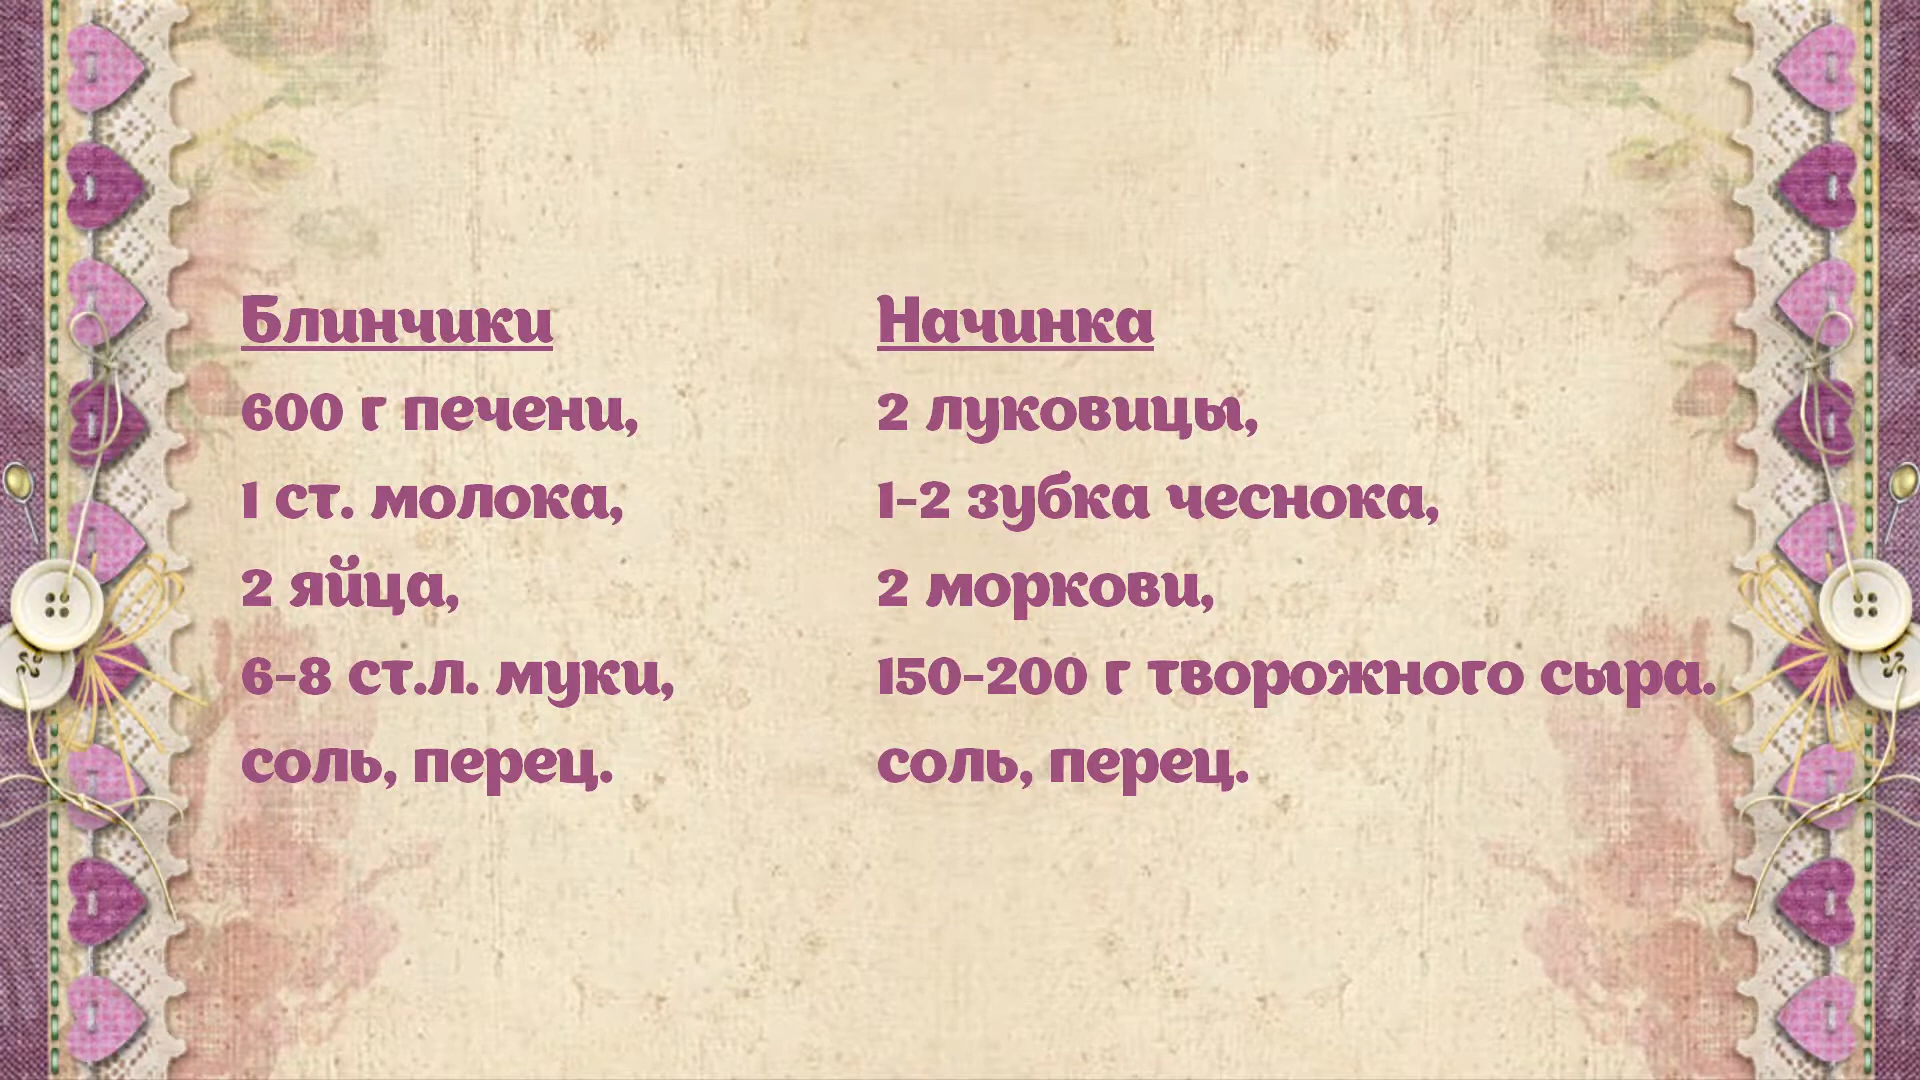 Блинчики
600 г печени,
1 ст. молока,
2 яйца,
6-8 ст.л. муки,
соль, перец.
Начинка
2 луковицы,
1-2 зубка чеснока,
2 моркови,
150-200 г творожного сыра.
соль, перец.